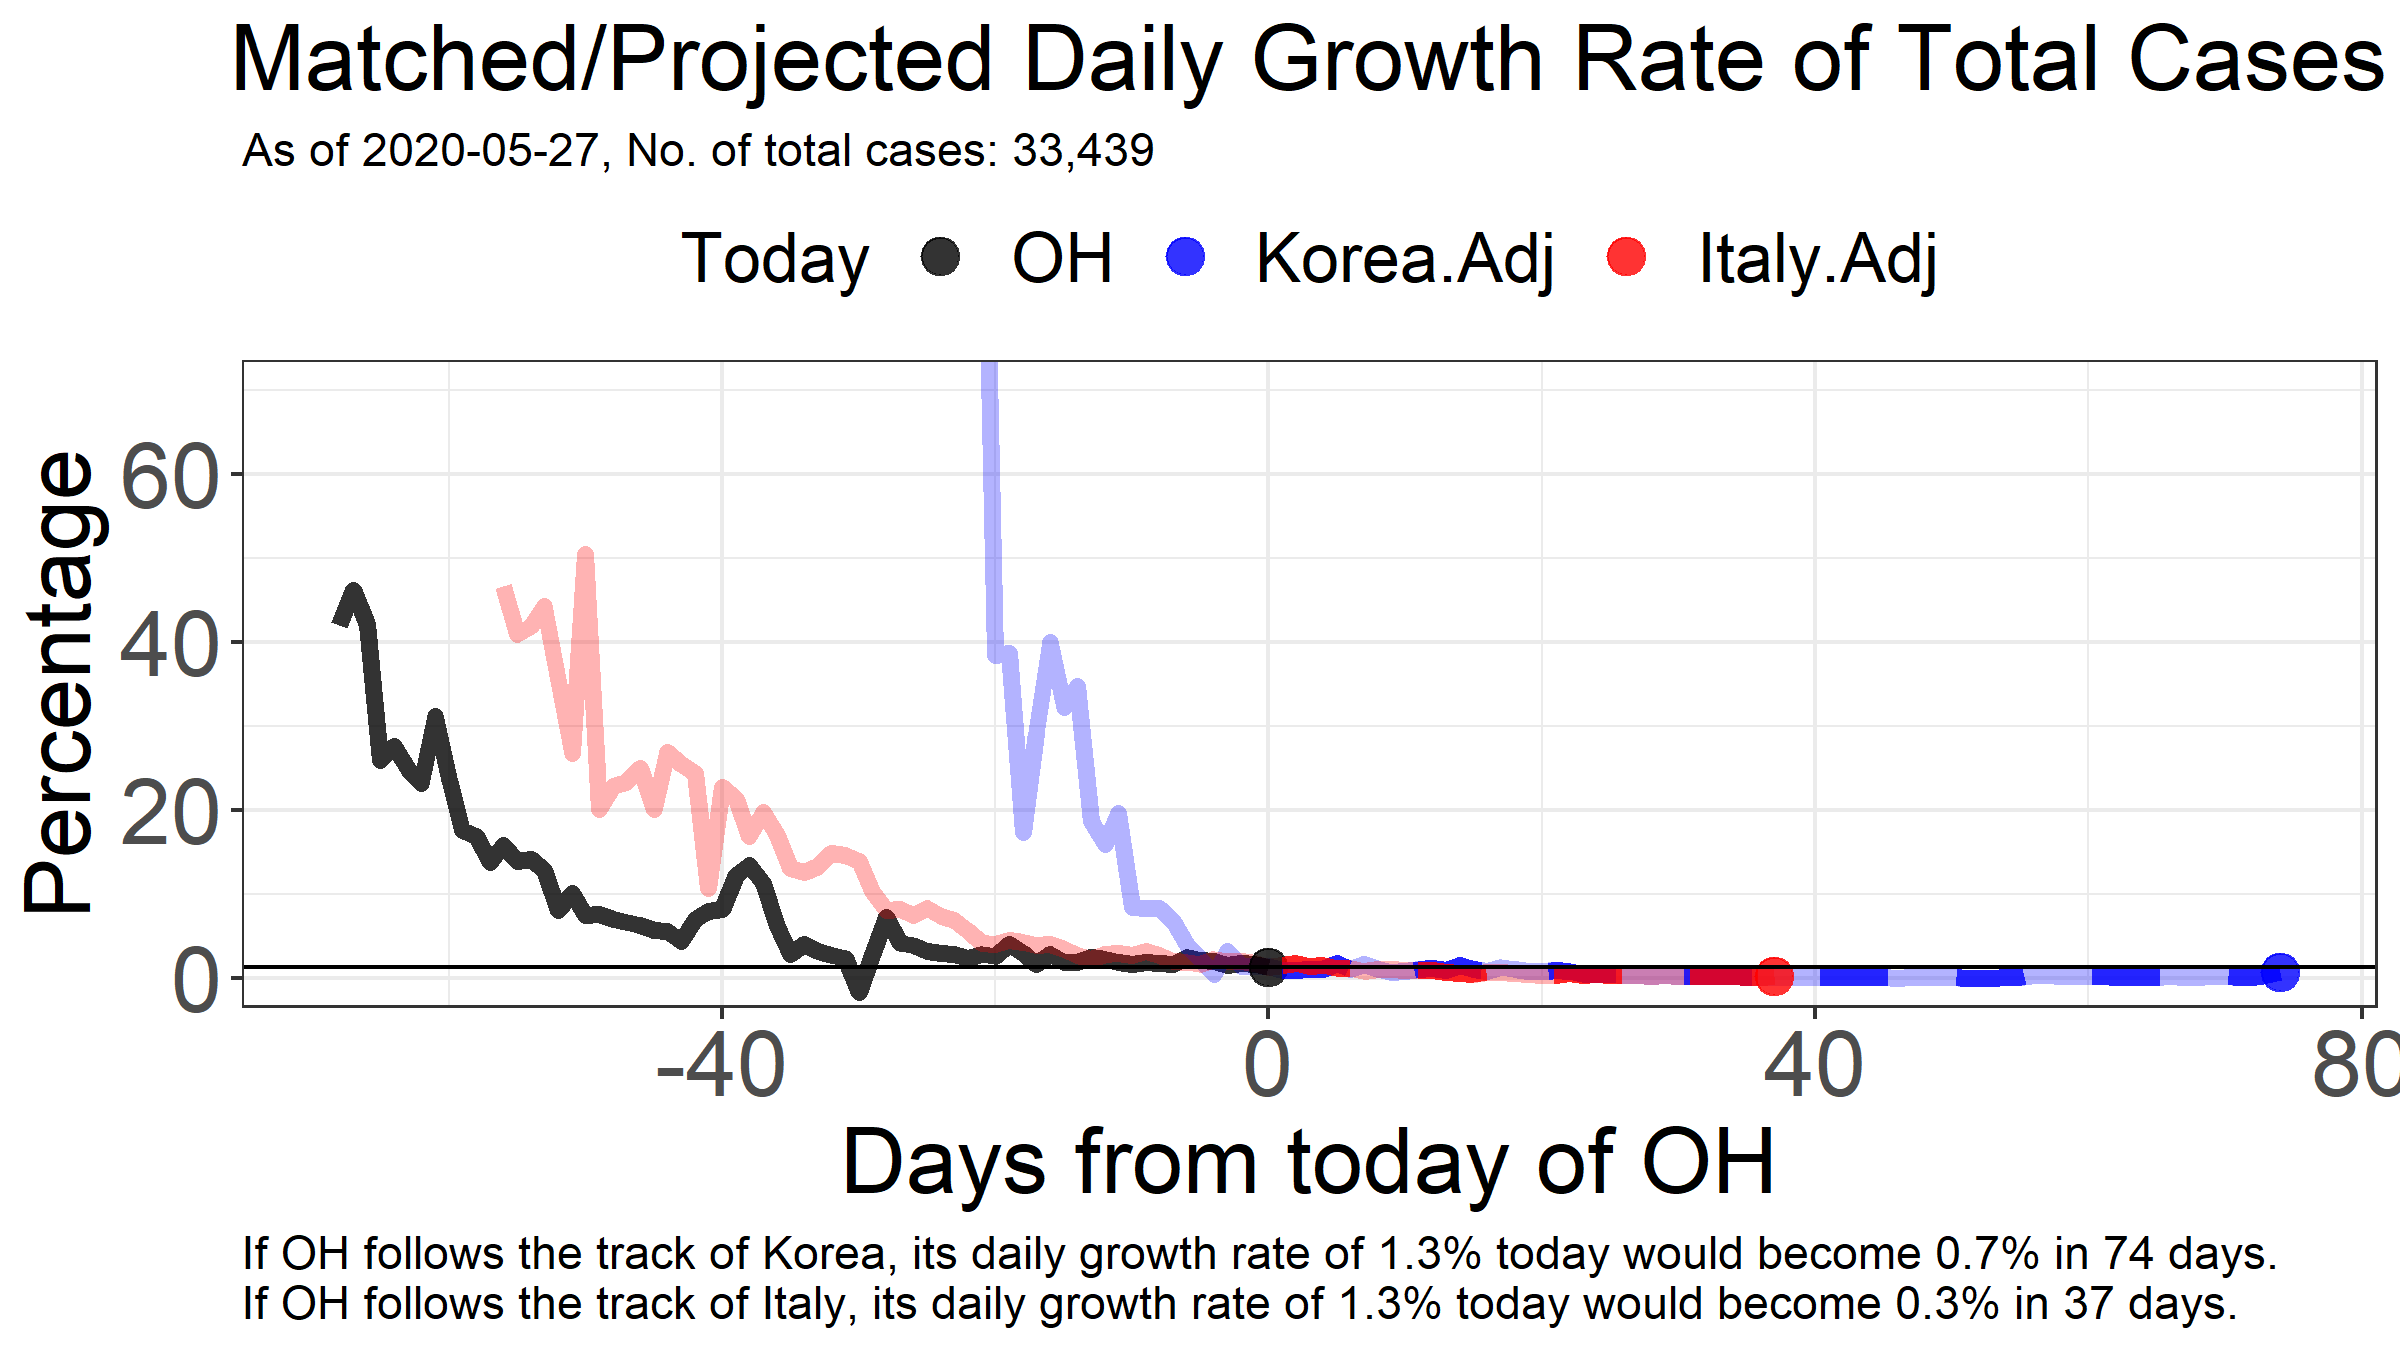 Matched/Projected Daily Growth Rate of Total Cases
As of 2020-05-27, No. of total cases: 33,439
Today OH Korea.Adj Italy.Adj
Percentage
60
40
20
0
-40 0 40 80
Days from today of OH
If OH follows the track of Korea, its daily growth rate of 1.3% today would become 0.7% in 74 days.
If OH follows the track of Italy, its daily growth rate of 1.3% today would become 0.3% in 37 days.